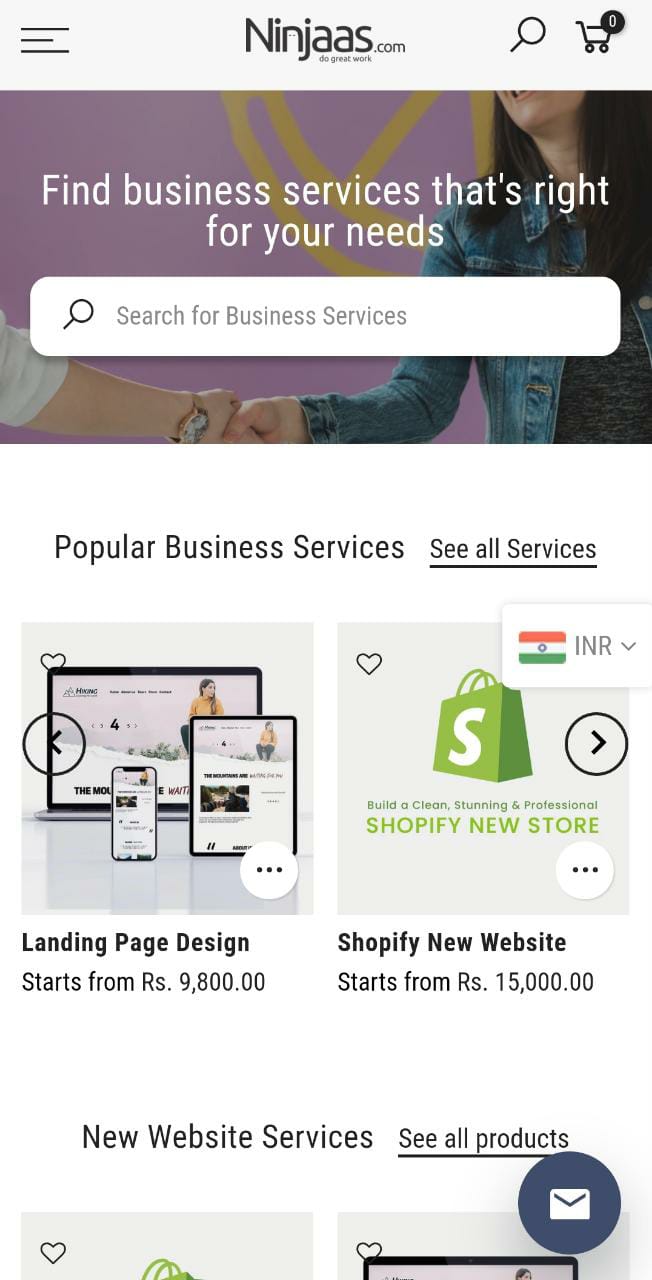 Ninjaas.com
do great work
0
Find business services that's right
for your needs
Search for Business Services
Popular Business Services See all Services
INR
HIKING
4
4
THE MOUNTAINS ARE WAITING FOR YOU
THE MOU
E WAIT
S
Build a Clean, Stunning & Professional
SHOPIFY NEW STORE
Landing Page Design
Starts from Rs. 9,800.00
Shopify New Website
Starts from Rs. 15,000.00
New Website Services See all products